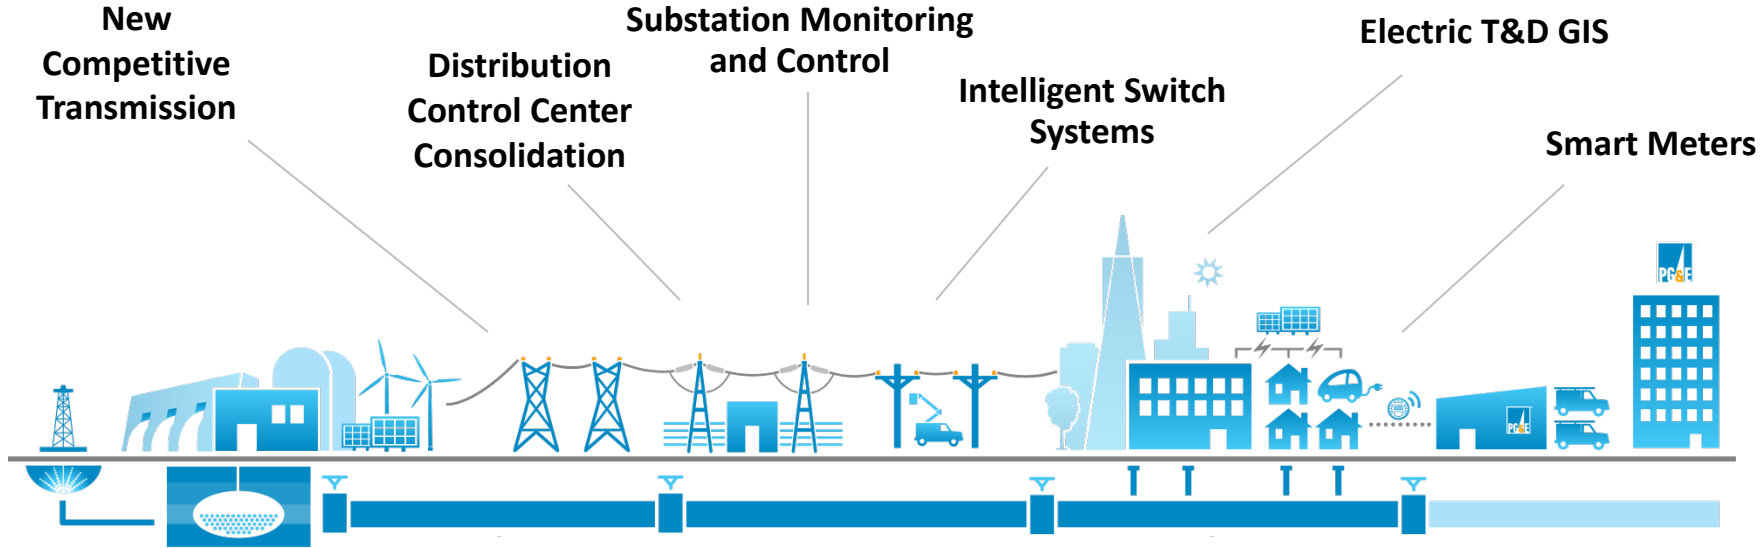 New
Competitive
Transmission
Distribution
Control Center
Consolidation
Substation Monitoring
and Control
Intelligent Switch
Systems
Electric T&D GIS
Smart Meters
PG&E
PG&E